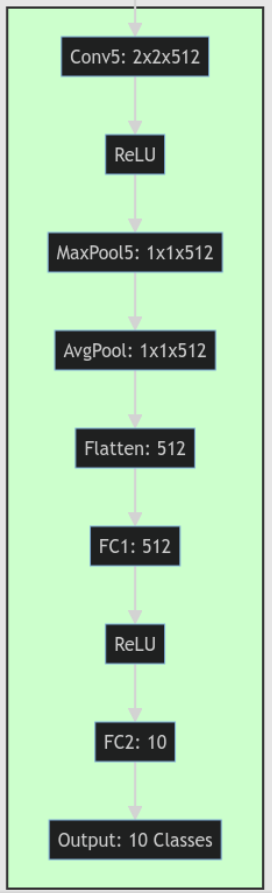 Conv5: 2x2x512
ReLU
MaxPool5: 1x1x512
AvgPool: 1x1x512
Flatten: 512
FC1: 512
ReLU
FC2: 10
Output: 10 Classes